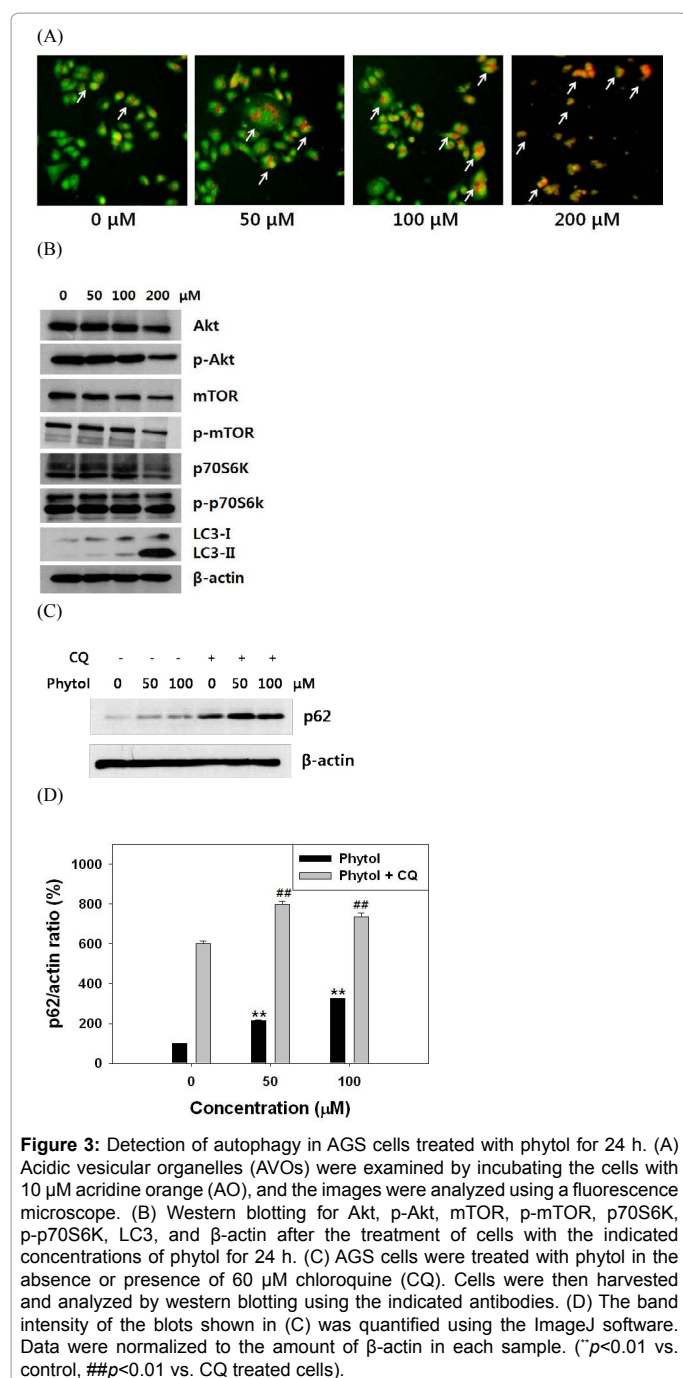 (A)
0 μM 50 μM 100 μM 200 μM
(B)
0 50 100 200 μM
Akt
p-Akt
mTOR
p-mTOR
p70S6K
p-p70S6k
LC3-I
LC3-II
β-actin
(C)
CQ - - - + + +
Phytol 0 50 100 0 50 100 μM
p62
β-actin
(D)
Phytol
Phytol + CQ
p62/actin ratio (%)
1000
800
600
400
200
0
** ## ** ##
0 50 100
Concentration (μM)
Figure 3: Detection of autophagy in AGS cells treated with phytol for 24 h. (A)
Acidic vesicular organelles (AVOs) were examined by incubating the cells with
10 μM acridine orange (AO), and the images were analyzed using a fluorescence
microscope. (B) Western blotting for Akt, p-Akt, mTOR, p-mTOR, p70S6K,
p-p70S6K, LC3, and β-actin after the treatment of cells with the indicated
concentrations of phytol for 24 h. (C) AGS cells were treated with phytol in the
absence or presence of 60 μM chloroquine (CQ). Cells were then harvested
and analyzed by western blotting using the indicated antibodies. (D) The band
intensity of the blots shown in (C) was quantified using the ImageJ software.
Data were normalized to the amount of β-actin in each sample. (**p<0.01 vs.
control, ##p<0.01 vs. CQ treated cells).